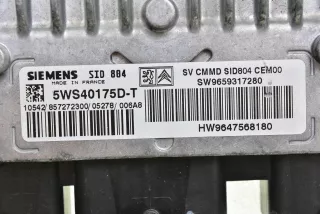 SIEMENS SID 804
MADE IN FRANCE
5WS40175D-T
10542/857272300/05278/006A8
SV CMMD SID804 CEM00
SW9659317280
HW9647568180